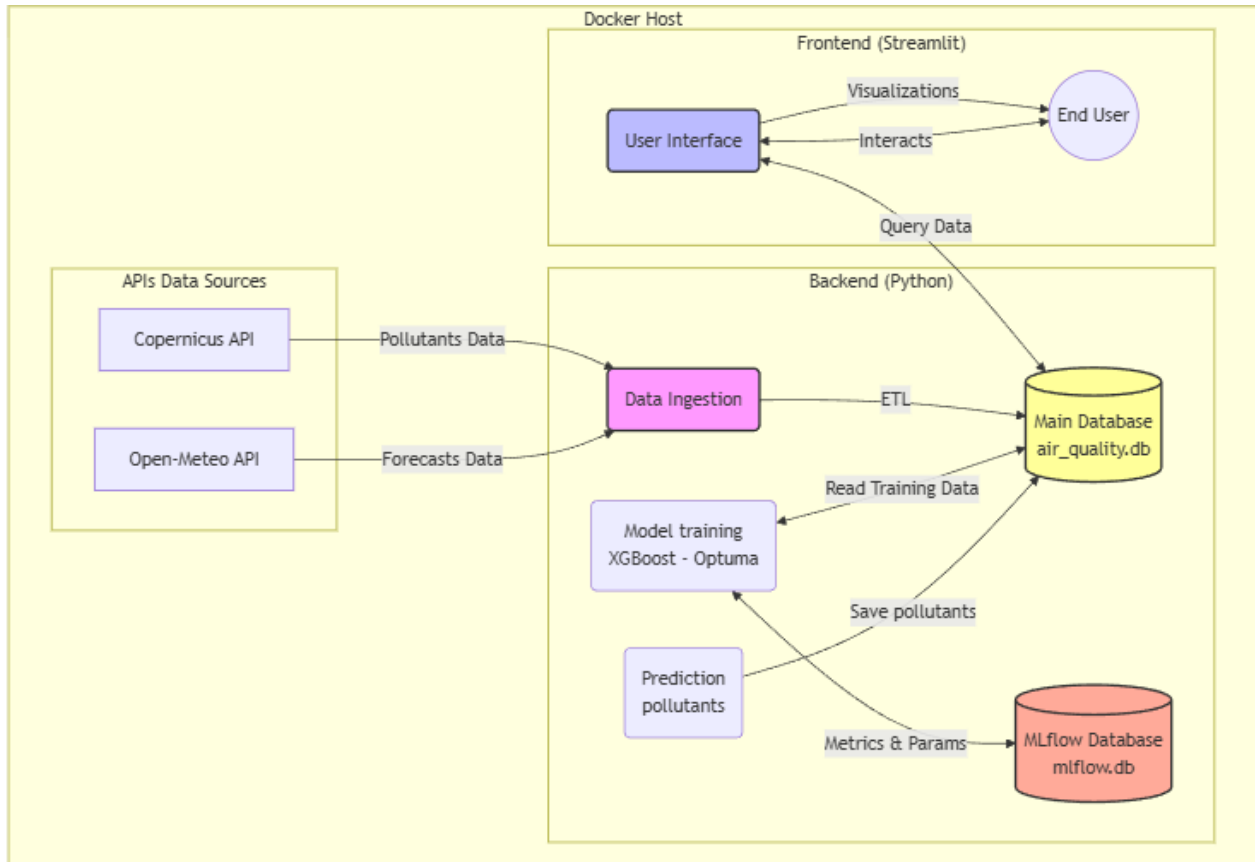 Docker Host
Frontend (Streamlit)
Visualizations
End User
User Interface
Interacts
Query Data
APIs Data Sources
Backend (Python)
Copernicus API
Pollutants Data
Data Ingestion
ETL
Main Database
air_quality.db
Open-Meteo API
Forecasts Data
Read Training Data
Model training
XGBoost - Optuma
Save pollutants
Prediction
pollutants
Metrics & Params
MLflow Database
mlflow.db